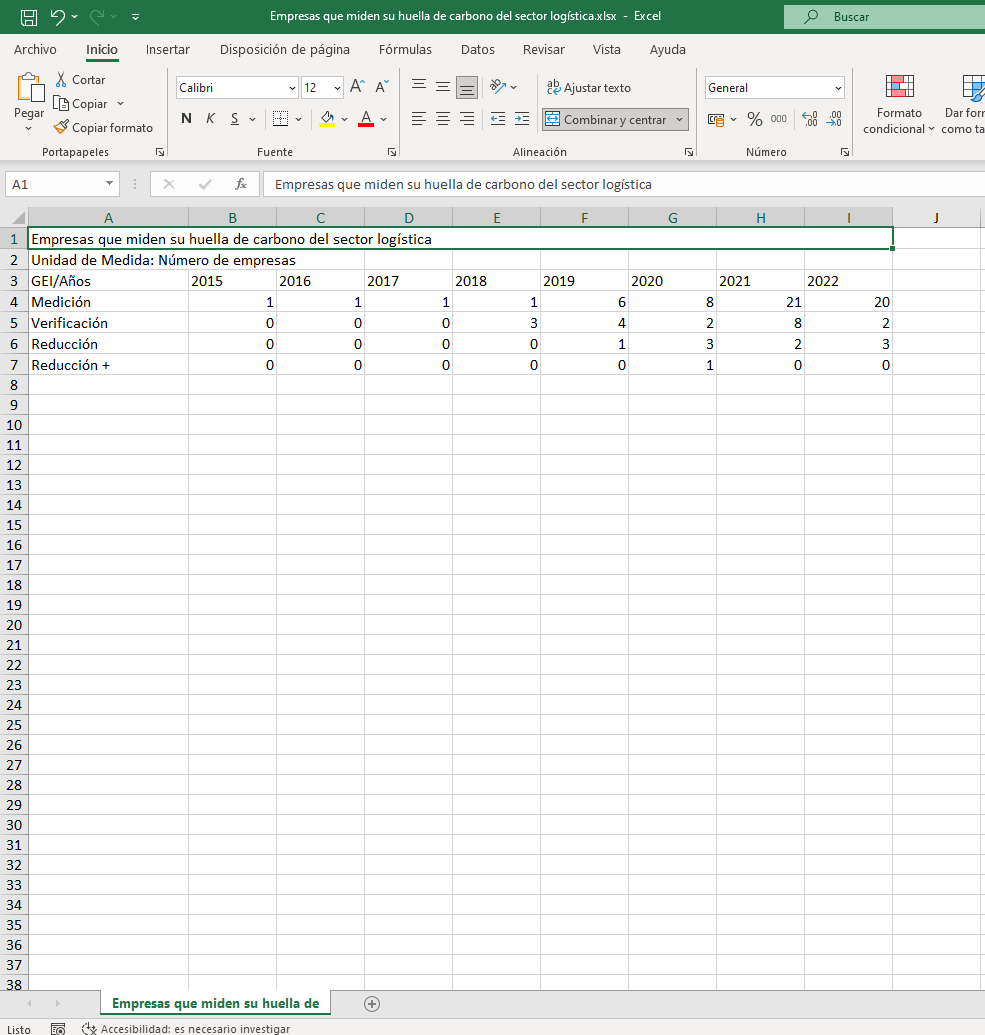 Empresas que miden su huella de carbono del sector logística.xlsx - Excel
Buscar
Archivo Inicio Insertar Disposición de página Fórmulas Datos Revisar Vista Ayuda
Pegar
Cortar
Copiar
Copiar formato
Portapapeles
Calibri 12 A A
N K S A
Fuente
ab Ajustar texto
Combinar y centrar
Alineación
General
% 000
Número
Formato condicional
Dar for
como ta
A1 fx Empresas que miden su huella de carbono del sector logística
A B C D E F G H I J
1 Empresas que miden su huella de carbono del sector logística
2 Unidad de Medida: Número de empresas
3 GEI/Años 2015 2016 2017 2018 2019 2020 2021 2022
4 Medición 1 1 1 1 6 8 21 20
5 Verificación 0 0 0 3 4 2 8 2
6 Reducción 0 0 0 0 1 3 2 3
7 Reducción + 0 0 0 0 0 1 0 0
8
9
10
11
12
13
14
15
16
17
18
19
20
21
22
23
24
25
26
27
28
29
30
31
32
33
34
35
36
37
38
Empresas que miden su huella de
Listo Accesibilidad: es necesario investigar